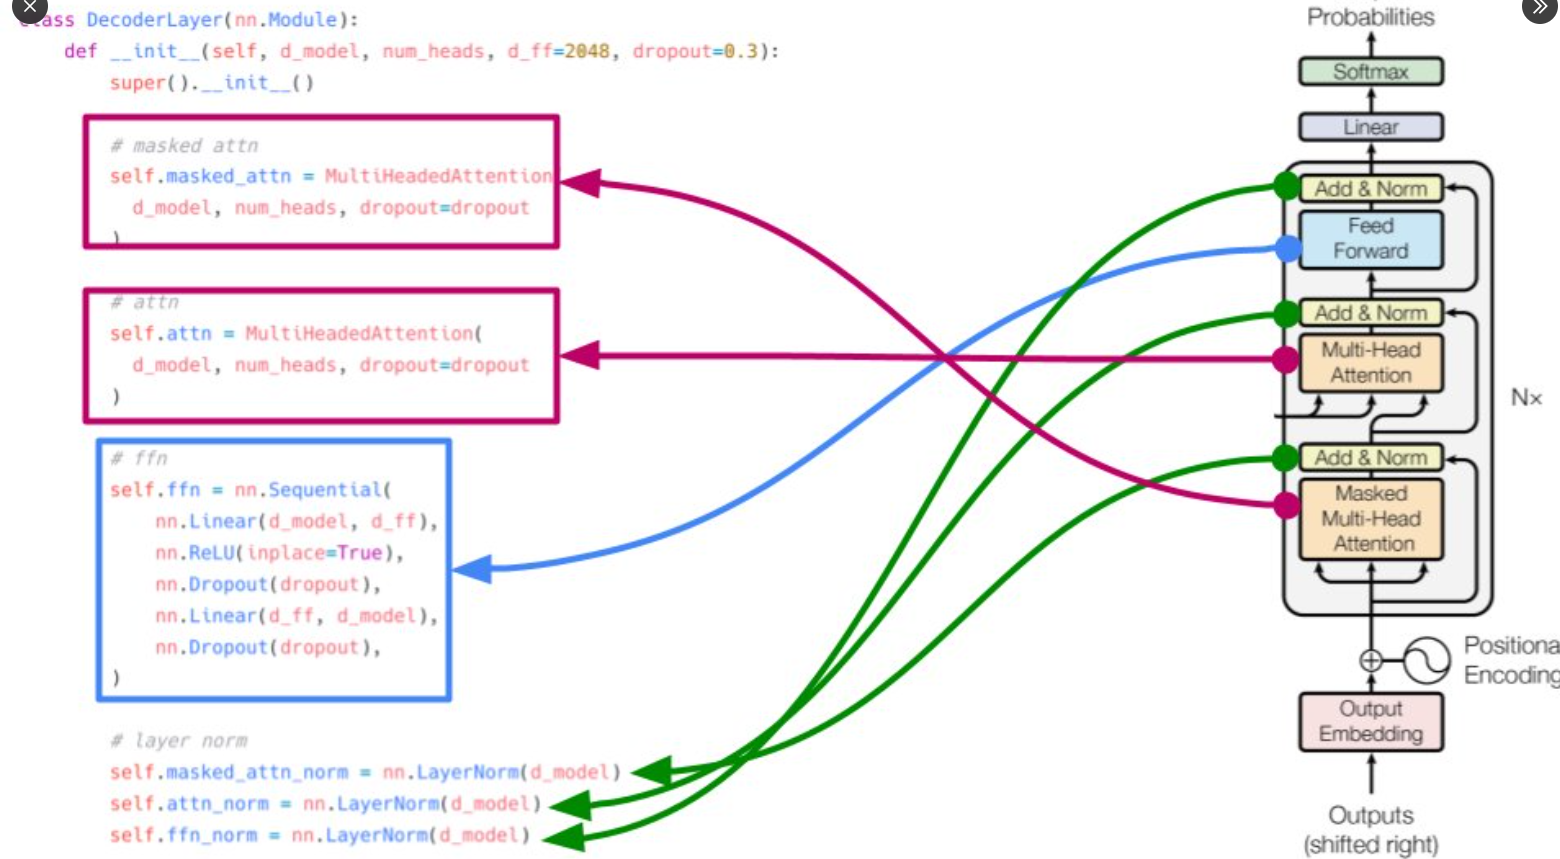 class DecoderLayer(nn.Module):
def __init__(self, d_model, num_heads, d_ff=2048, dropout=0.3):
super().__init__()
# masked attn
self.masked_attn = MultiHeadedAttention
d_model, num_heads, dropout=dropout
)
# attn
self.attn = MultiHeadedAttention(
d_model, num_heads, dropout=dropout
)
# ffn
self.ffn = nn.Sequential(
nn.Linear(d_model, d_ff),
nn.ReLU(inplace=True),
nn.Dropout(dropout),
nn.Linear(d_ff, d_model),
nn.Dropout(dropout),
)
# layer norm
self.masked_attn_norm = nn.LayerNorm(d_model)
self.attn_norm = nn.LayerNorm(d_model)
self.ffn_norm = nn.LayerNorm(d_model)
Probabilities
Softmax
Linear
Add & Norm
Feed
Forward
Add & Norm
Multi-Head
Attention
N×
Add & Norm
Masked
Multi-Head
Attention
Positiona
Encoding
Output
Embedding
Outputs
(shifted right)